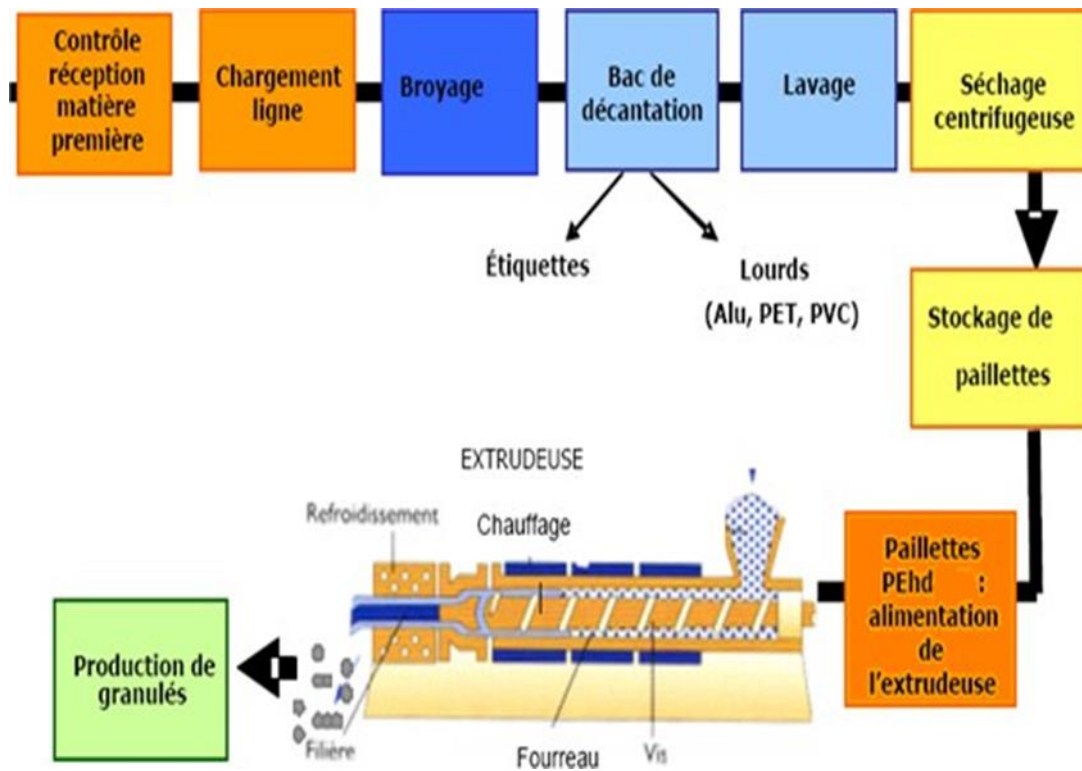 Contrôle
réception
matière
première
Chargement
ligne
Broyage
Bac de
décantation
Lavage
Séchage
centrifugeuse
Étiquettes
Lourds
(Alu, PET, PVC)
Stockage de
paillettes
EXTRUDEUSE
Refroidissement
Chauffage
Paillettes
PEhd :
alimentation
de
l'extrudeuse
Production de
granulés
Filière
Fourreau
Vis